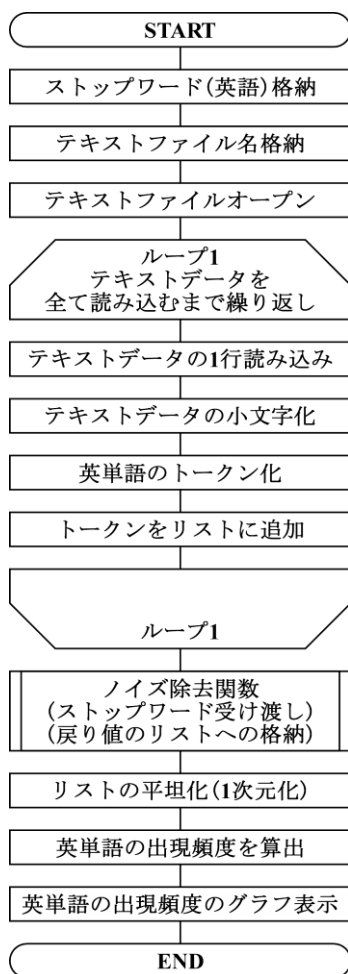 START
ストップワード(英語)格納
テキストファイル名格納
テキストファイルオープン
ループ1
テキストデータを
全て読み込むまで繰り返し
テキストデータの1行読み込み
テキストデータの小文字化
英単語のトークン化
トークンをリストに追加
ループ1
ノイズ除去関数
(ストップワード受け渡し)
(戻り値のリストへの格納)
リストの平坦化(1次元化)
英単語の出現頻度を算出
英単語の出現頻度のグラフ表示
END